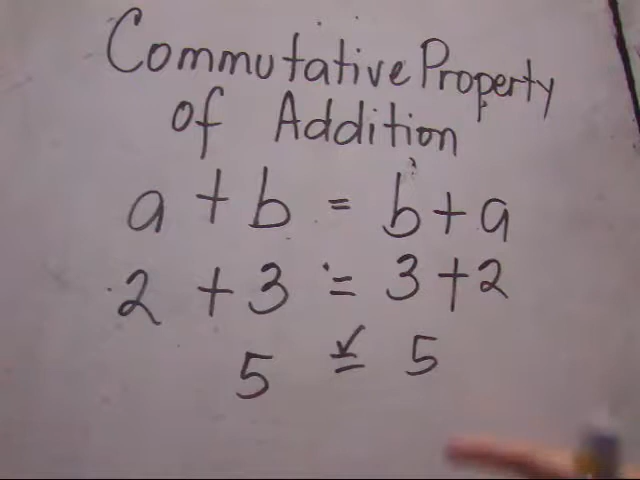 Commutative Property
of Addition
a + b = b + a
2 + 3 = 3 + 2
5 = 5